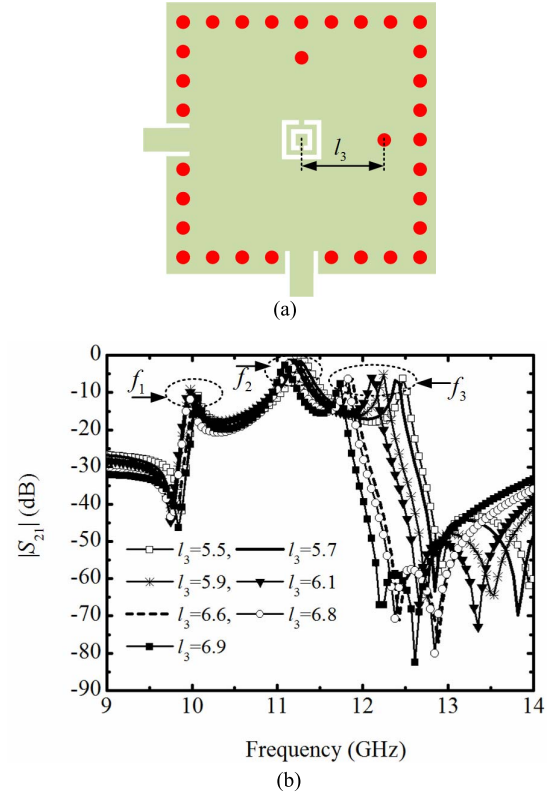 l₃
(a)
0
-10
-20
-30
-40
-50
-60
-70
-80
-90
|S₂₁| (dB)
f₁
f₂
f₃
l₃=5.5, l₃=5.7
l₃=5.9, l₃=6.1
l₃=6.6, l₃=6.8
l₃=6.9
9 10 11 12 13 14
Frequency (GHz)
(b)